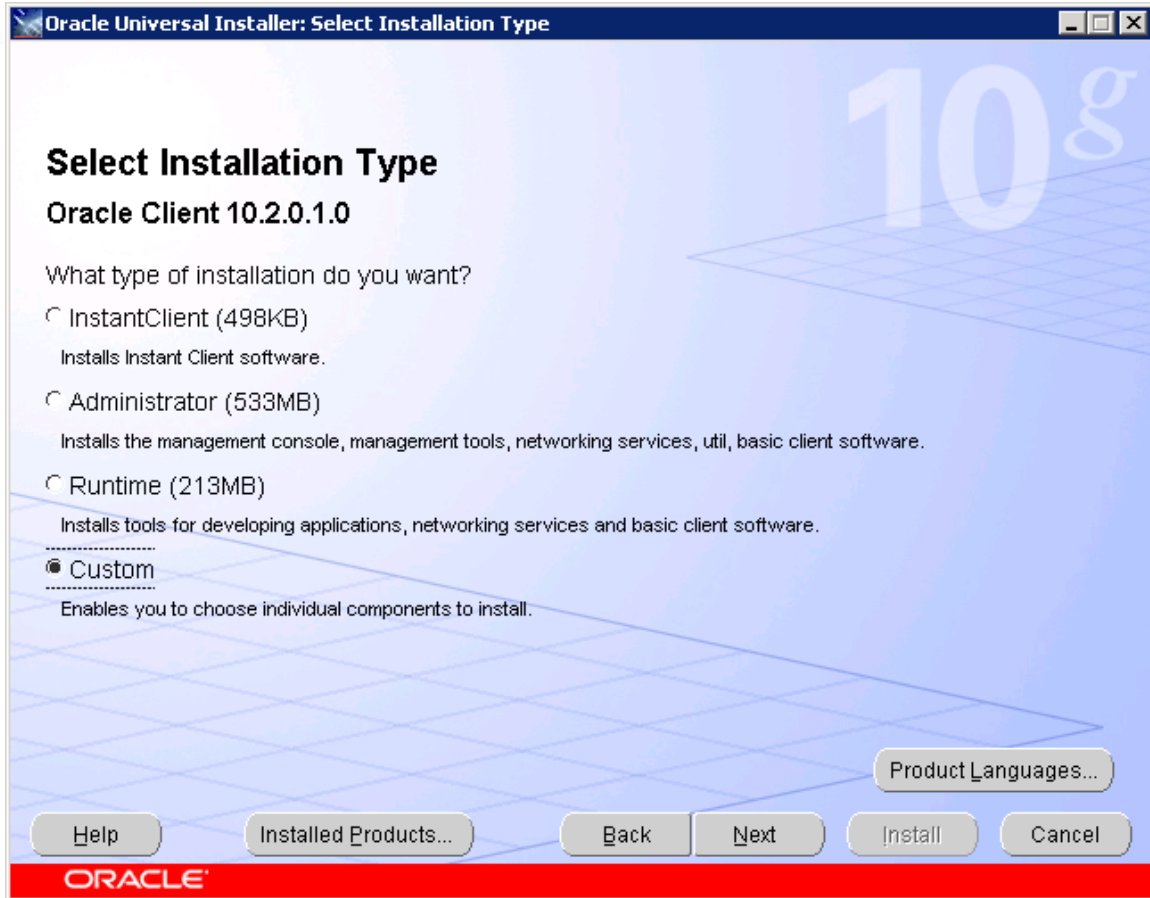 Oracle Universal Installer: Select Installation Type
10g
Select Installation Type
Oracle Client 10.2.0.1.0
What type of installation do you want?
InstantClient (498KB)
Installs Instant Client software.
Administrator (533MB)
Installs the management console, management tools, networking services, util, basic client software.
Runtime (213MB)
Installs tools for developing applications, networking services and basic client software.
Custom
Enables you to choose individual components to install.
Product Languages...
Help Installed Products... Back Next Install Cancel
ORACLE